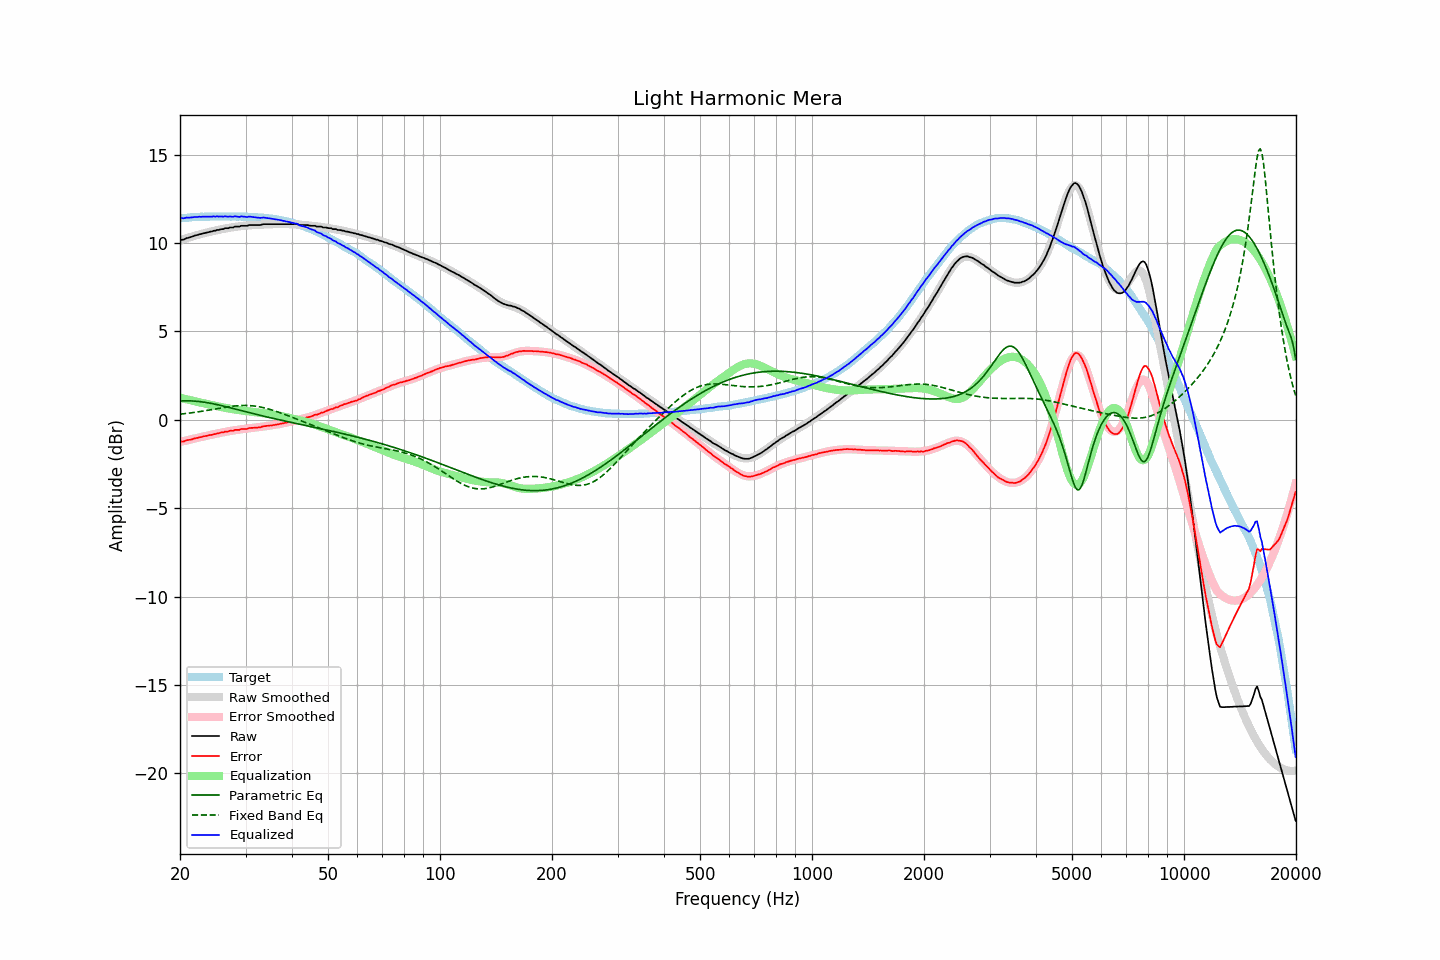 Light Harmonic Mera
Amplitude (dBr)
15
10
5
0
−5
−10
−15
−20
Target
Raw Smoothed
Error Smoothed
Raw
Error
Equalization
Parametric Eq
Fixed Band Eq
Equalized
20 50 100 200 500 1000 2000 5000 10000 20000
Frequency (Hz)